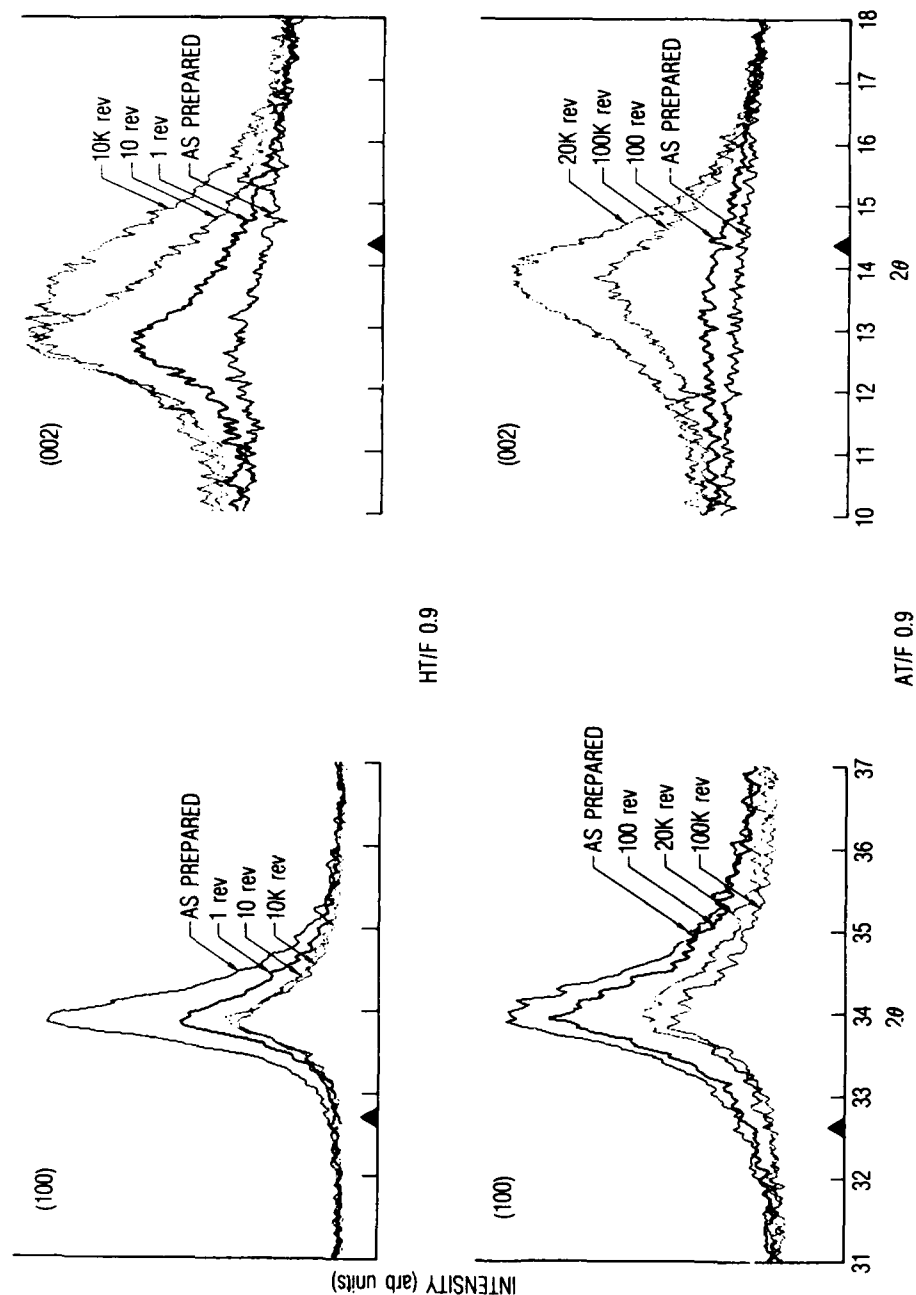 (100)
AS PREPARED
1 rev
10 rev
10K rev
HT/F 0.9
(002)
10K rev
10 rev
1 rev
AS PREPARED
INTENSITY (arb units)
(100)
AS PREPARED
100 rev
20K rev
100K rev
31 32 33 34 35 36 37
2θ
AT/F 0.9
(002)
20K rev
100K rev
100 rev
AS PREPARED
10 11 12 13 14 15 16 17 18
2θ